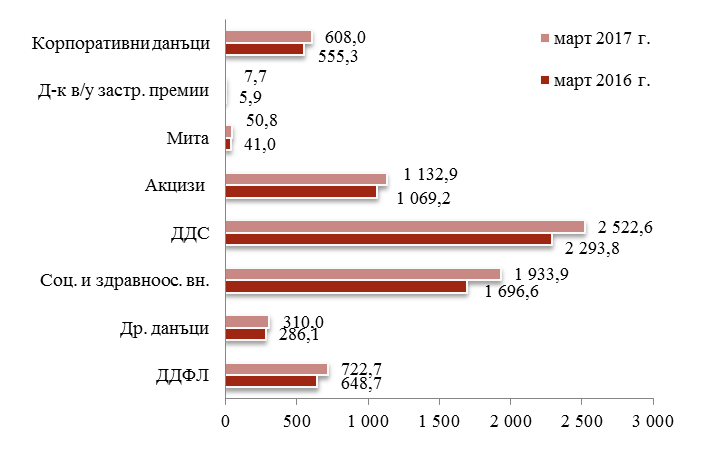 Корпоративни данъци
608,0
555,3
март 2017 г.
март 2016 г.
Д-к в/у застр. премии
7,7
5,9
Мита
50,8
41,0
Акцизи
1 132,9
1 069,2
ДДС
2 522,6
2 293,8
Соц. и здравноос. вн.
1 933,9
1 696,6
Др. данъци
310,0
286,1
ДДФЛ
722,7
648,7
0
500
1 000
1 500
2 000
2 500
3 000